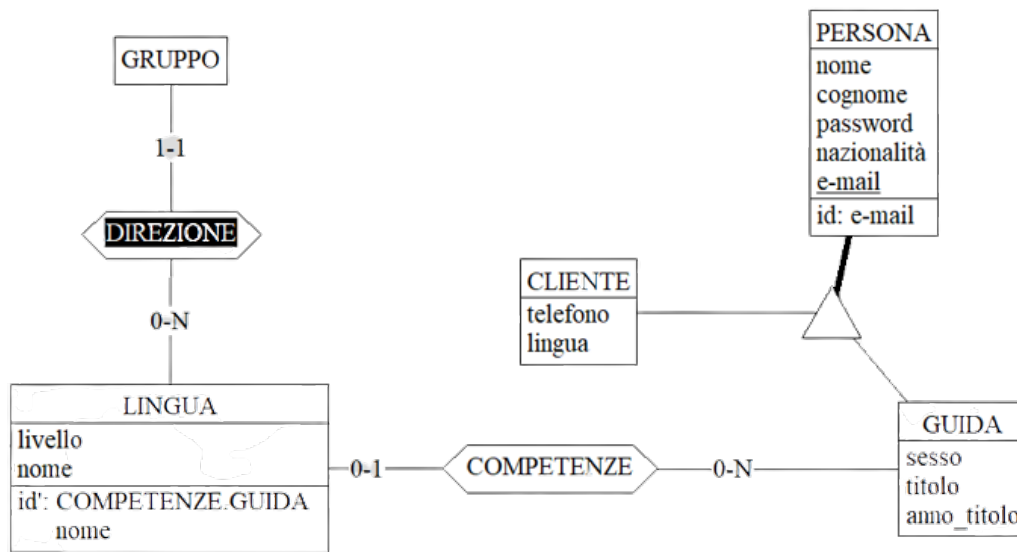 GRUPPO
1-1
DIREZIONE
0-N
LINGUA
livello
nome
id': COMPETENZE.GUIDA
nome
0-1
COMPETENZE
0-N
PERSONA
nome
cognome
password
nazionalità
e-mail
id: e-mail
CLIENTE
telefono
lingua
GUIDA
sesso
titolo
anno_titolo